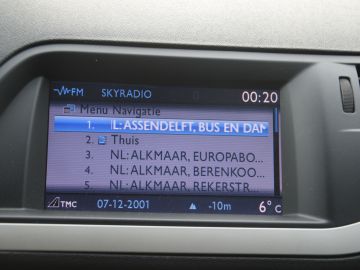 FM SKYRADIO 00:20
Menu Navigatie
1. L: ASSENDELFT, BUS EN DAM
2. Thuis
3. NL: ALKMAAR, EUROPABO...
4. NL: ALKMAAR, BERENKOO...
5. NL: ALKMAAR, REKERSTR...
TMC 07-12-2001 -10m 6°C